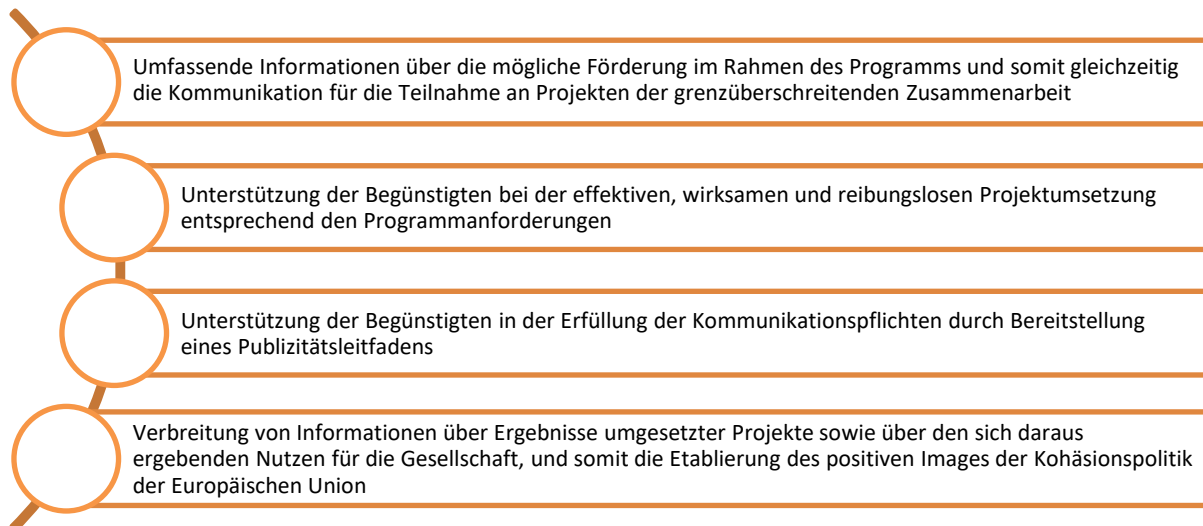 Umfassende Informationen über die mögliche Förderung im Rahmen des Programms und somit gleichzeitig
die Kommunikation für die Teilnahme an Projekten der grenzüberschreitenden Zusammenarbeit
Unterstützung der Begünstigten bei der effektiven, wirksamen und reibungslosen Projektumsetzung
entsprechend den Programmanforderungen
Unterstützung der Begünstigten in der Erfüllung der Kommunikationspflichten durch Bereitstellung
eines Publizitätsleitfadens
Verbreitung von Informationen über Ergebnisse umgesetzter Projekte sowie über den sich daraus
ergebenden Nutzen für die Gesellschaft, und somit die Etablierung des positiven Images der Kohäsionspolitik
der Europäischen Union